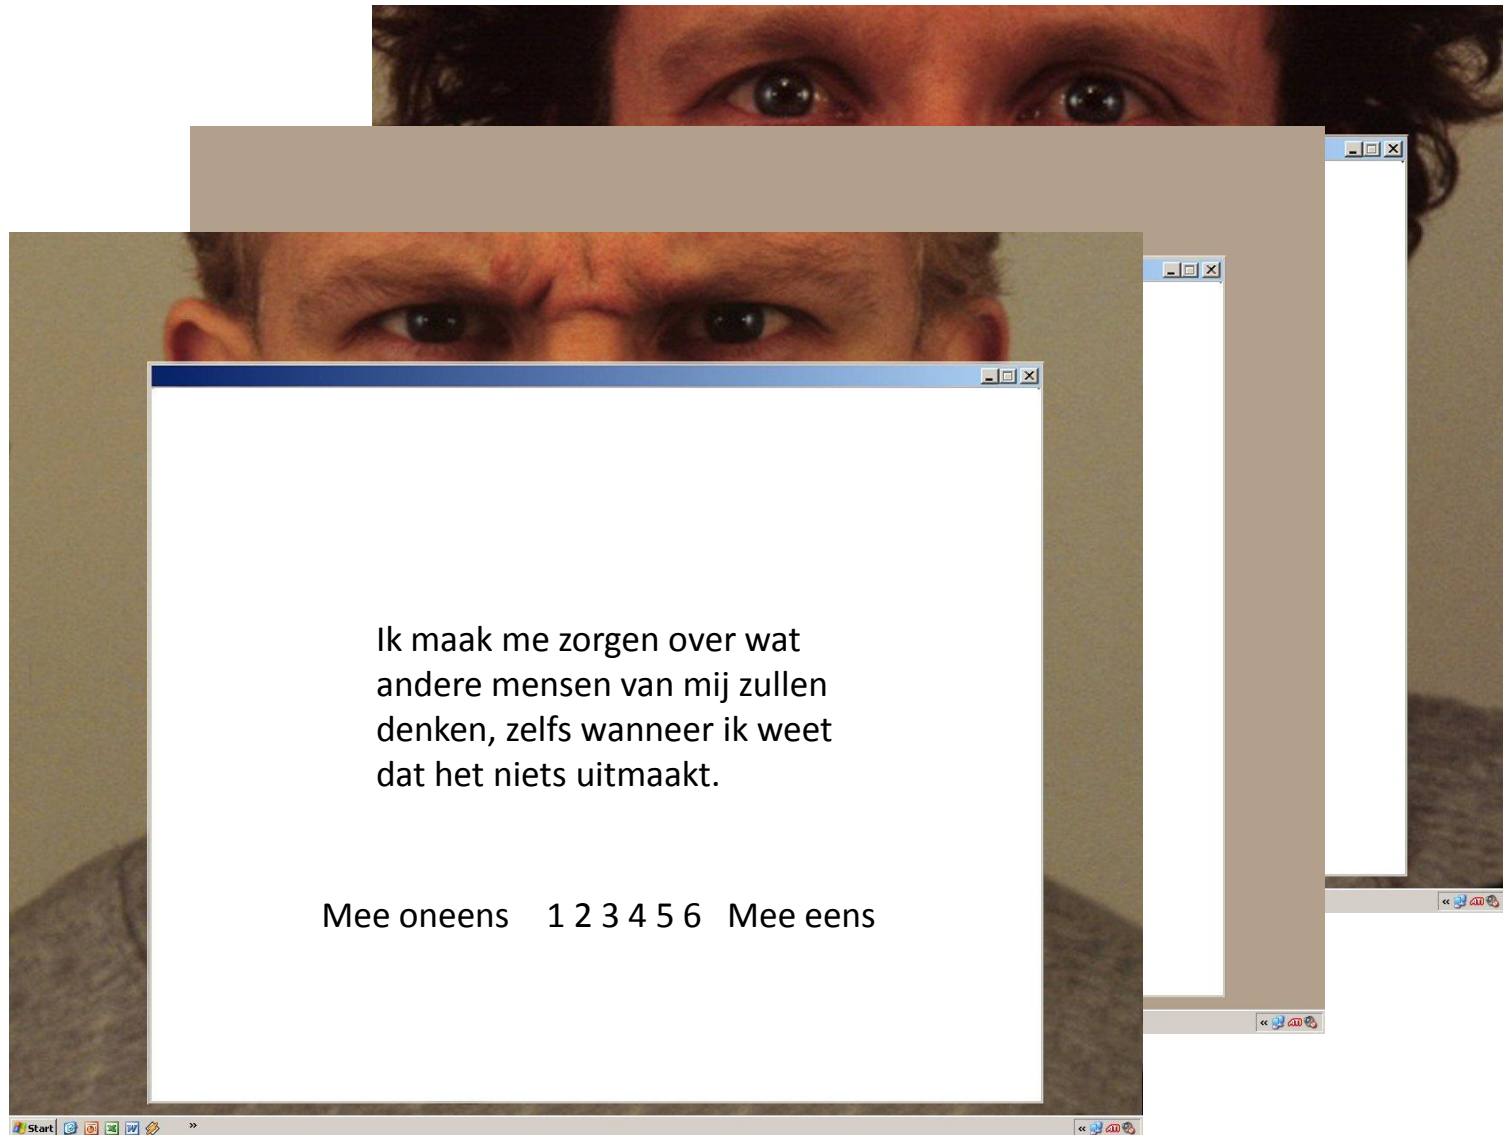 Ik maak me zorgen over wat
andere mensen van mij zullen
denken, zelfs wanneer ik weet
dat het niets uitmaakt.
Mee oneens 1 2 3 4 5 6 Mee eens
Start